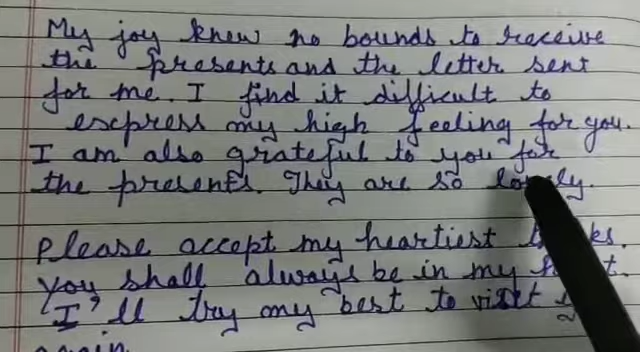 My joy knew no bounds to receive
the presents and the letter sent
for me. I find it difficult to
express my high feeling for you.
I am also grateful to you for
the presents. They are so lovely.
Please accept my heartiest
you shall always be in my
I'll try my best to visit
again